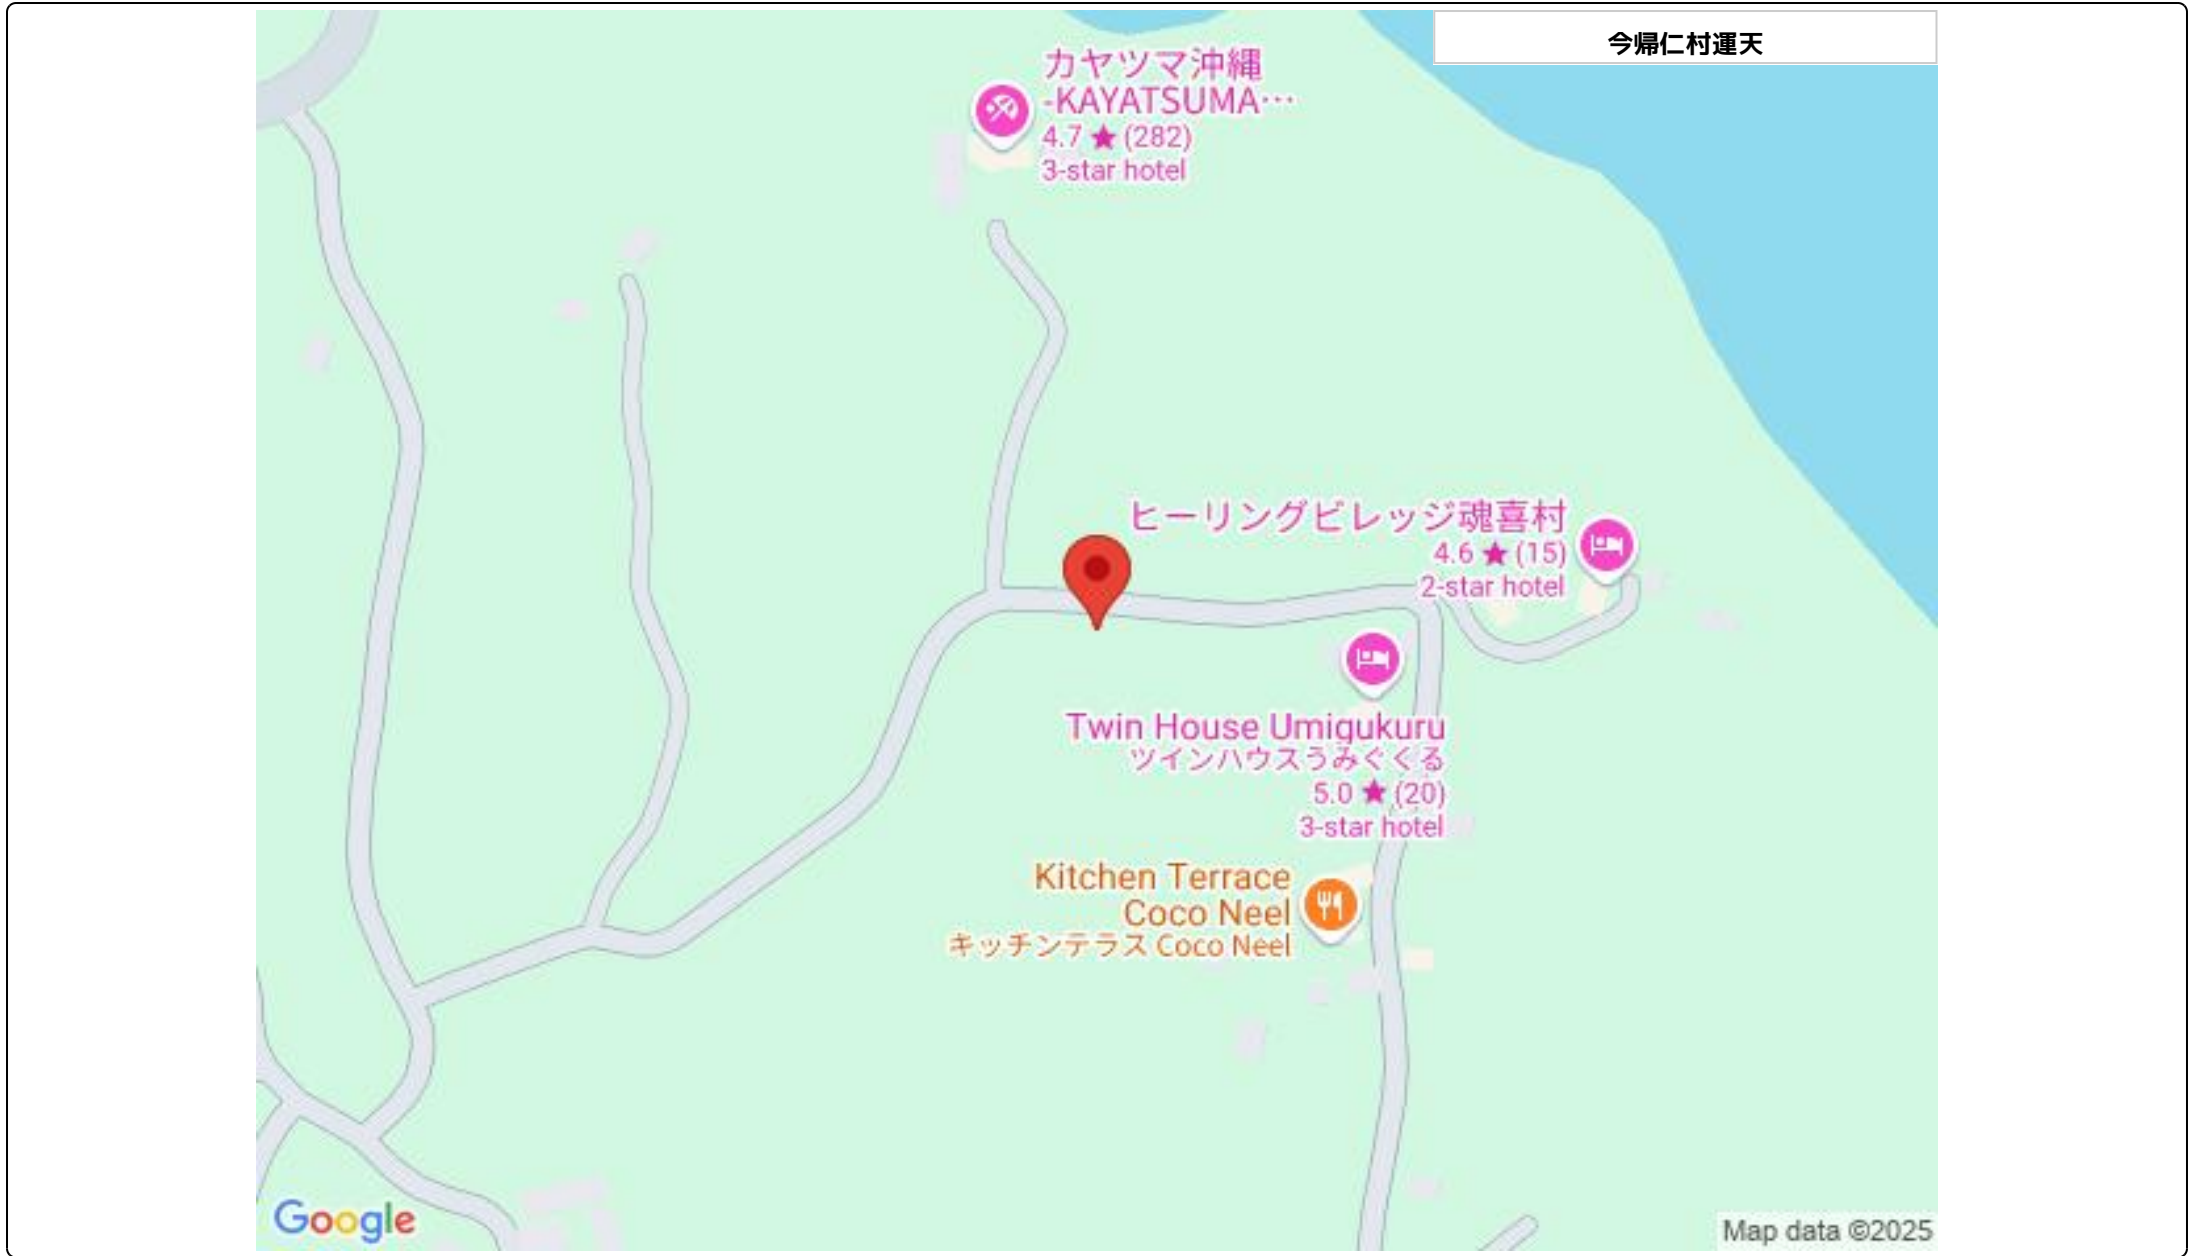 今帰仁村運天
カヤツマ沖縄
-KAYATSUMA…
4.7 ★ (282)
3-star hotel
ヒーリングビレッジ魂喜村
4.6 ★ (15)
2-star hotel
Twin House Umigukuru
ツインハウスうみぐくる
5.0 ★ (20)
3-star hotel
Kitchen Terrace
Coco Neel
キッチンテラス Coco Neel
Google
Map data ©2025